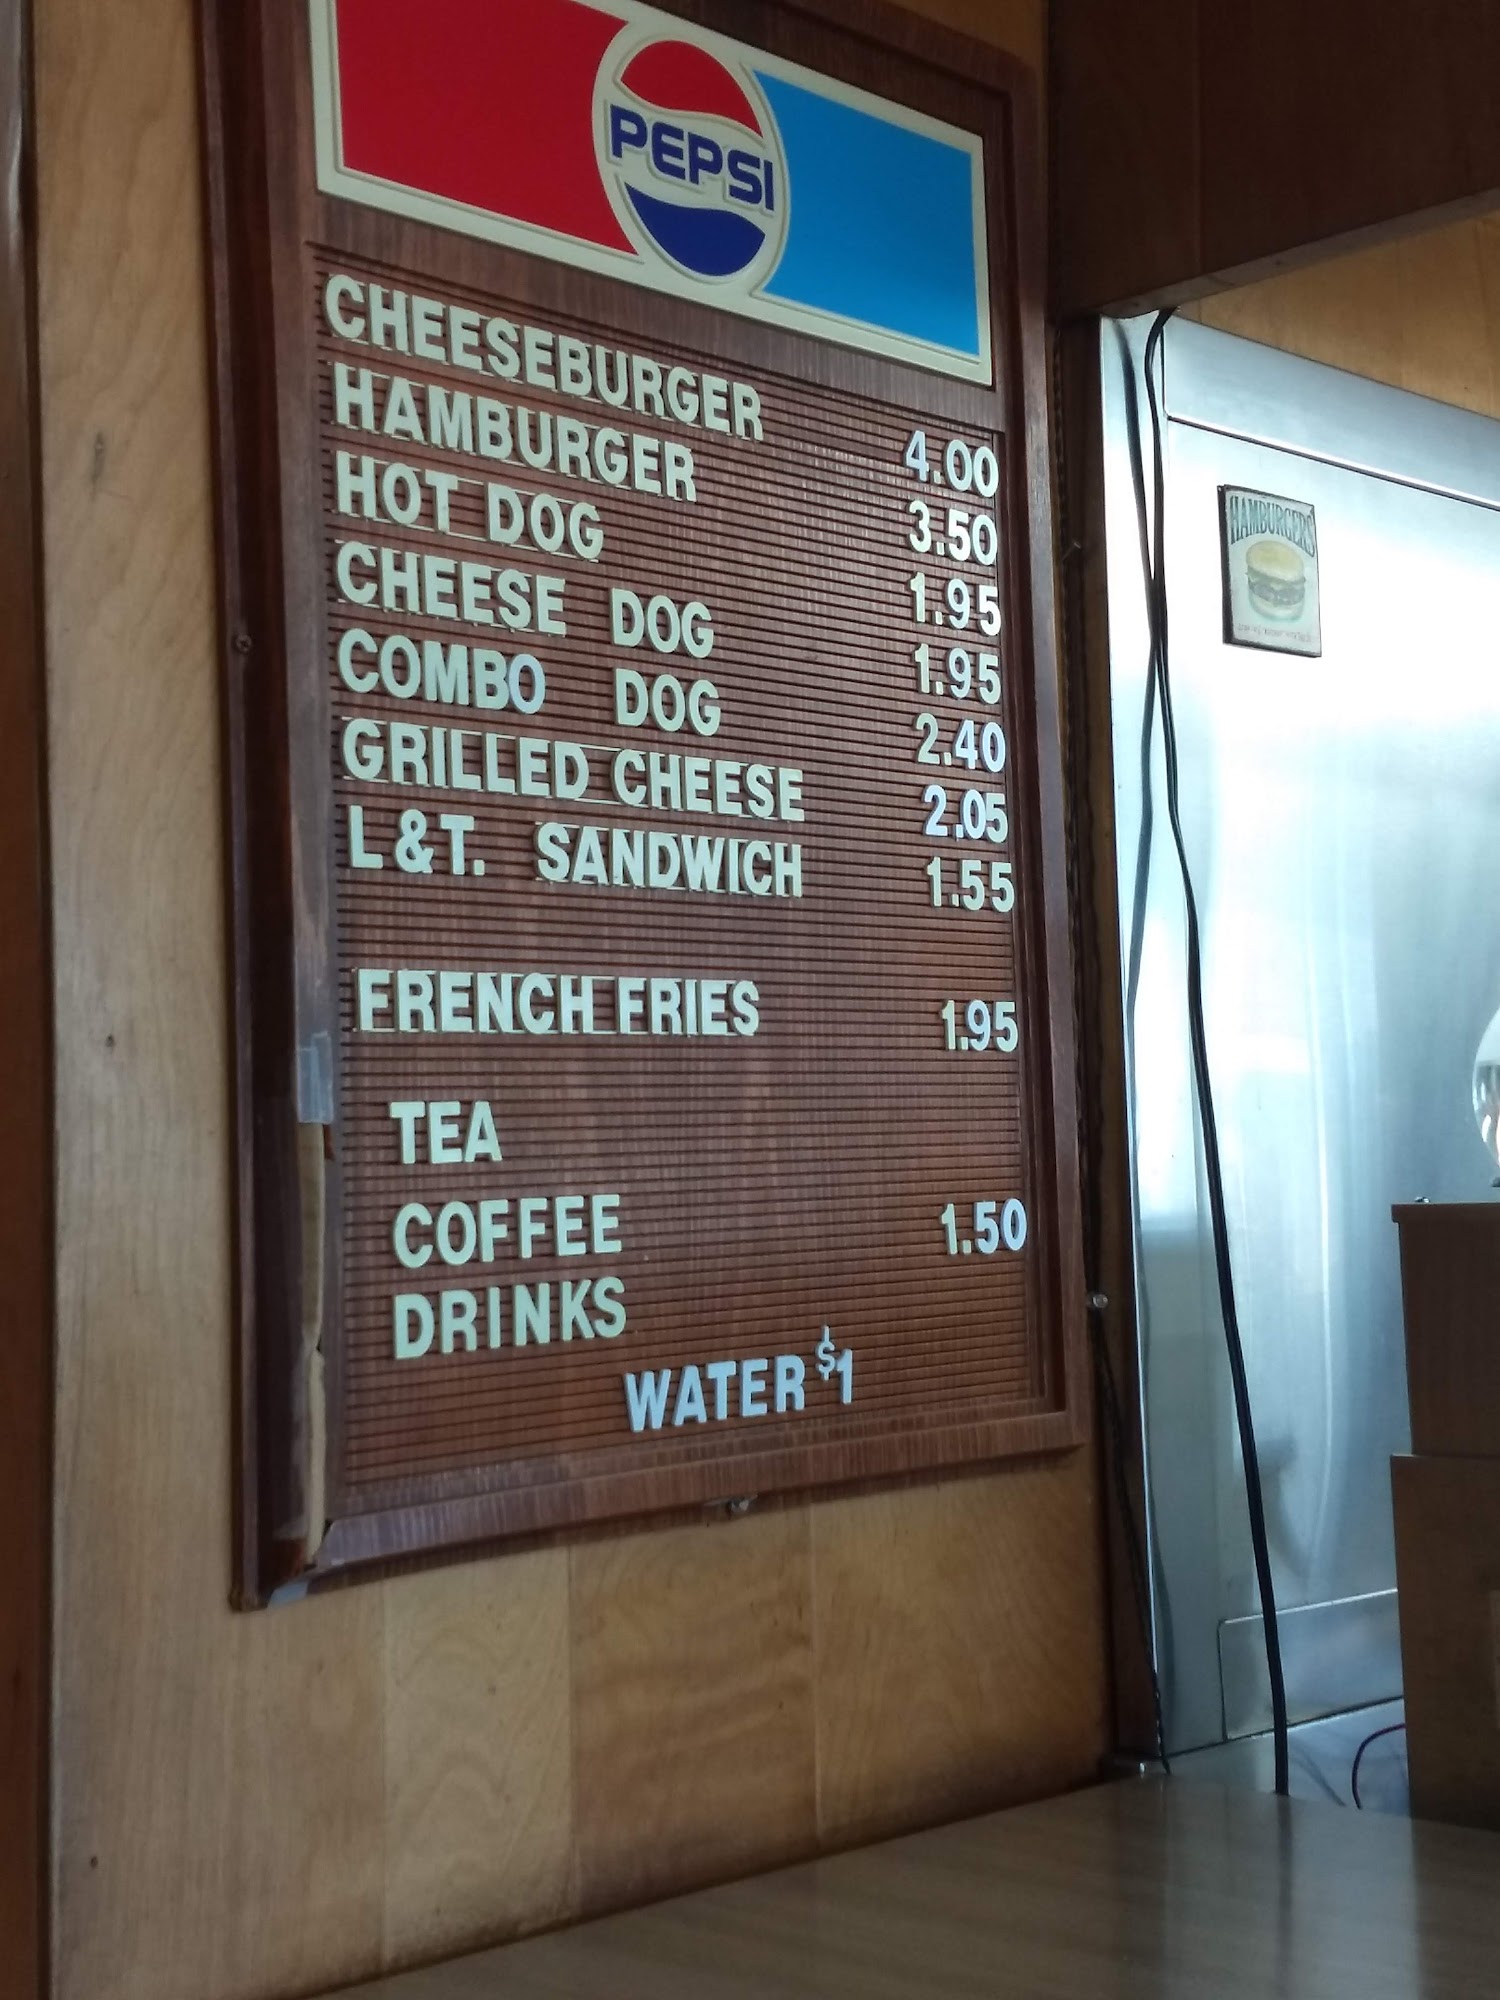 PEPSI
CHEESEBURGER 4.00
HAMBURGER 3.50
HOT DOG 1.95
CHEESE DOG 1.95
COMBO DOG 2.40
GRILLED CHEESE 2.05
L&T. SANDWICH 1.55
FRENCH FRIES 1.95
TEA
COFFEE 1.50
DRINKS
WATER $1
HAMBURGERS